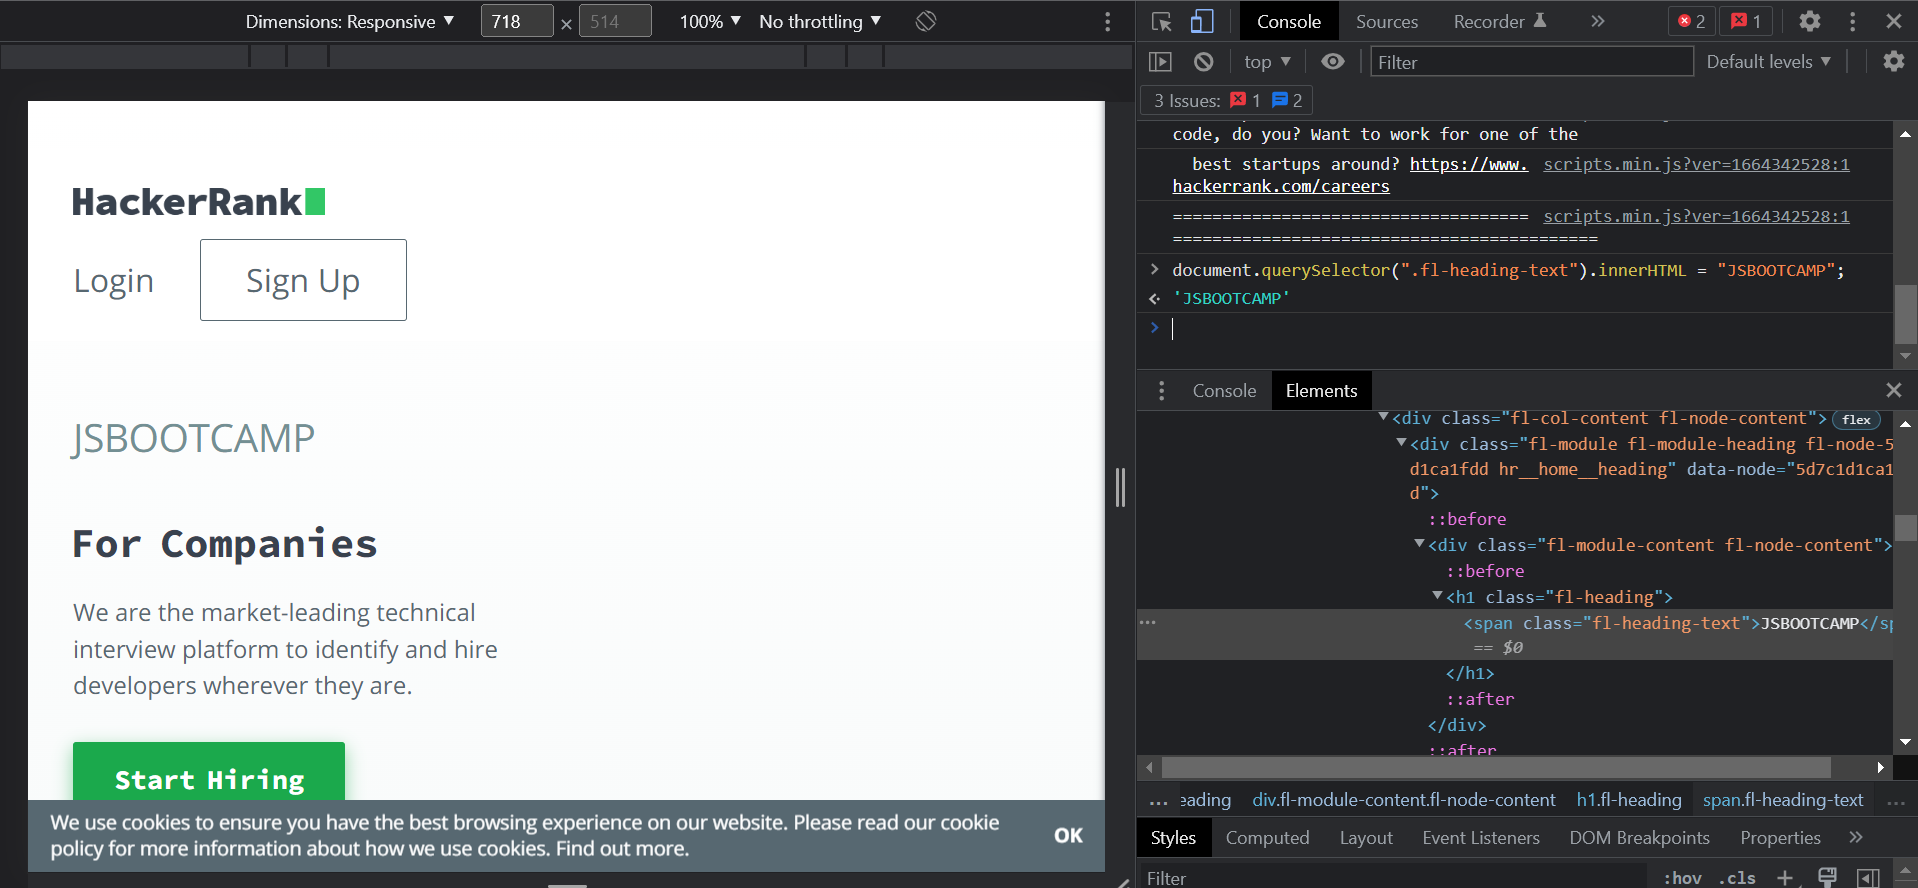 Dimensions: Responsive ▼ 718 × 514 100% ▼ No throttling ▼
HackerRank
Login Sign Up
JSBOOTCAMP
For Companies
We are the market-leading technical
interview platform to identify and hire
developers wherever they are.
Start Hiring
We use cookies to ensure you have the best browsing experience on our website. Please read our cookie
policy for more information about how we use cookies. Find out more.
OK
Console Sources Recorder » 2 1
top ▼ Filter Default levels ▼
3 Issues: 1 2
code, do you? Want to work for one of the
best startups around? https://www. scripts.min.js?ver=1664342528:1
hackerrank.com/careers
==================================== scripts.min.js?ver=1664342528:1
===========================================
> document.querySelector(".fl-heading-text").innerHTML = "JSBOOTCAMP";
'JSBOOTCAMP'
>
Console Elements
▼<div class="fl-col-content fl-node-content"> flex
▼<div class="fl-module fl-module-heading fl-node-5
d1ca1fdd hr__home__heading" data-node="5d7c1d1ca1
d">
::before
▼<div class="fl-module-content fl-node-content">
::before
▼<h1 class="fl-heading">
<span class="fl-heading-text">JSBOOTCAMP</sp
== $0
</h1>
::after
</div>
::after
... eading div.fl-module-content.fl-node-content h1.fl-heading span.fl-heading-text ...
Styles Computed Layout Event Listeners DOM Breakpoints Properties »
Filter :hov .cls +